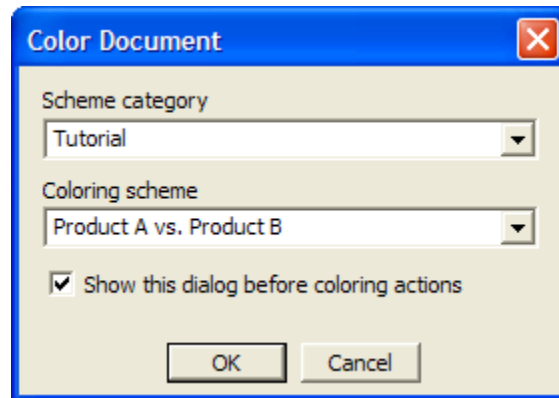 Color Document
Scheme category
Tutorial
Coloring scheme
Product A vs. Product B
Show this dialog before coloring actions
OK Cancel